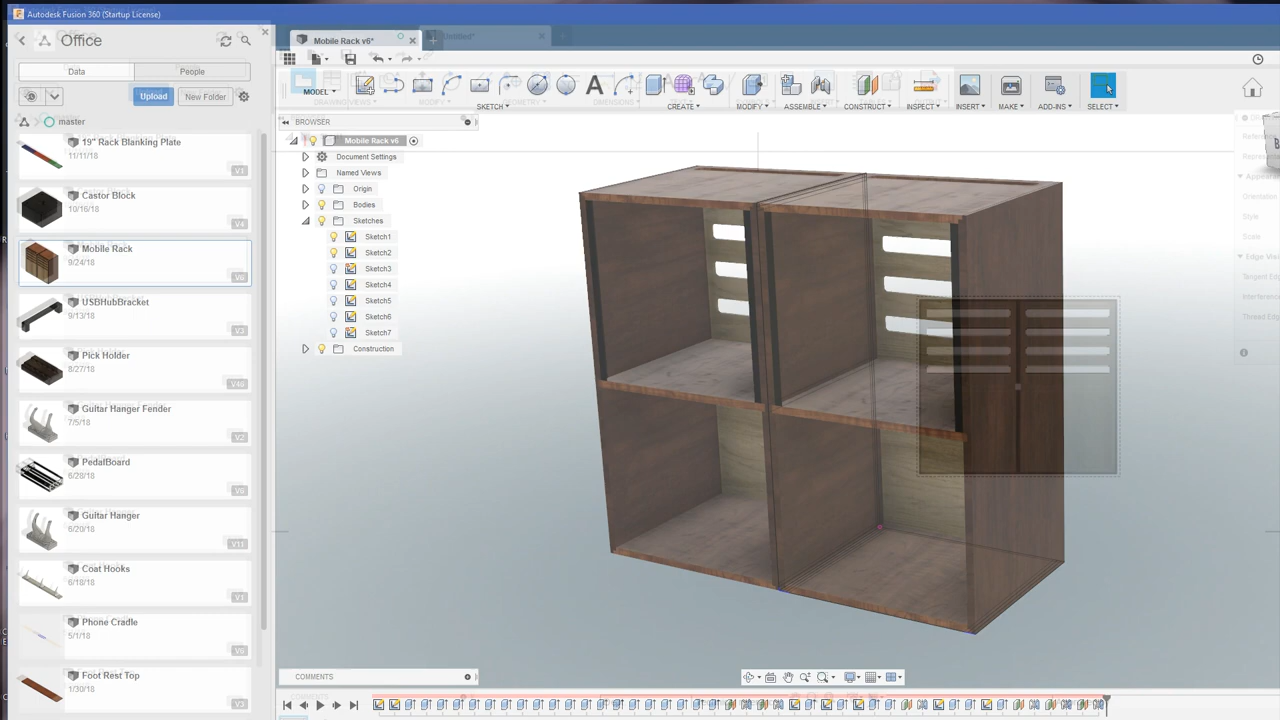 Autodesk Fusion 360 (Startup License)
Office
Mobile Rack v6*
Untitled*
Data
People
MODEL
SKETCH
CREATE
MODIFY
ASSEMBLE
CONSTRUCT
INSPECT
INSERT
MAKE
ADD-INS
SELECT
Upload
New Folder
master
BROWSER
Mobile Rack v6
Document Settings
Named Views
Origin
Bodies
Sketches
Sketch1
Sketch2
Sketch3
Sketch4
Sketch5
Sketch6
Sketch7
Construction
19" Rack Blanking Plate
11/11/18
V1
Castor Block
10/16/18
V4
Mobile Rack
9/24/18
USBHubBracket
9/13/18
V3
Pick Holder
8/27/18
Guitar Hanger Fender
7/5/18
V2
PedalBoard
6/28/18
Guitar Hanger
6/20/18
V11
Coat Hooks
6/18/18
V1
Phone Cradle
5/1/18
Foot Rest Top
1/30/18
V3
COMMENTS
Orientation
Style
Scale